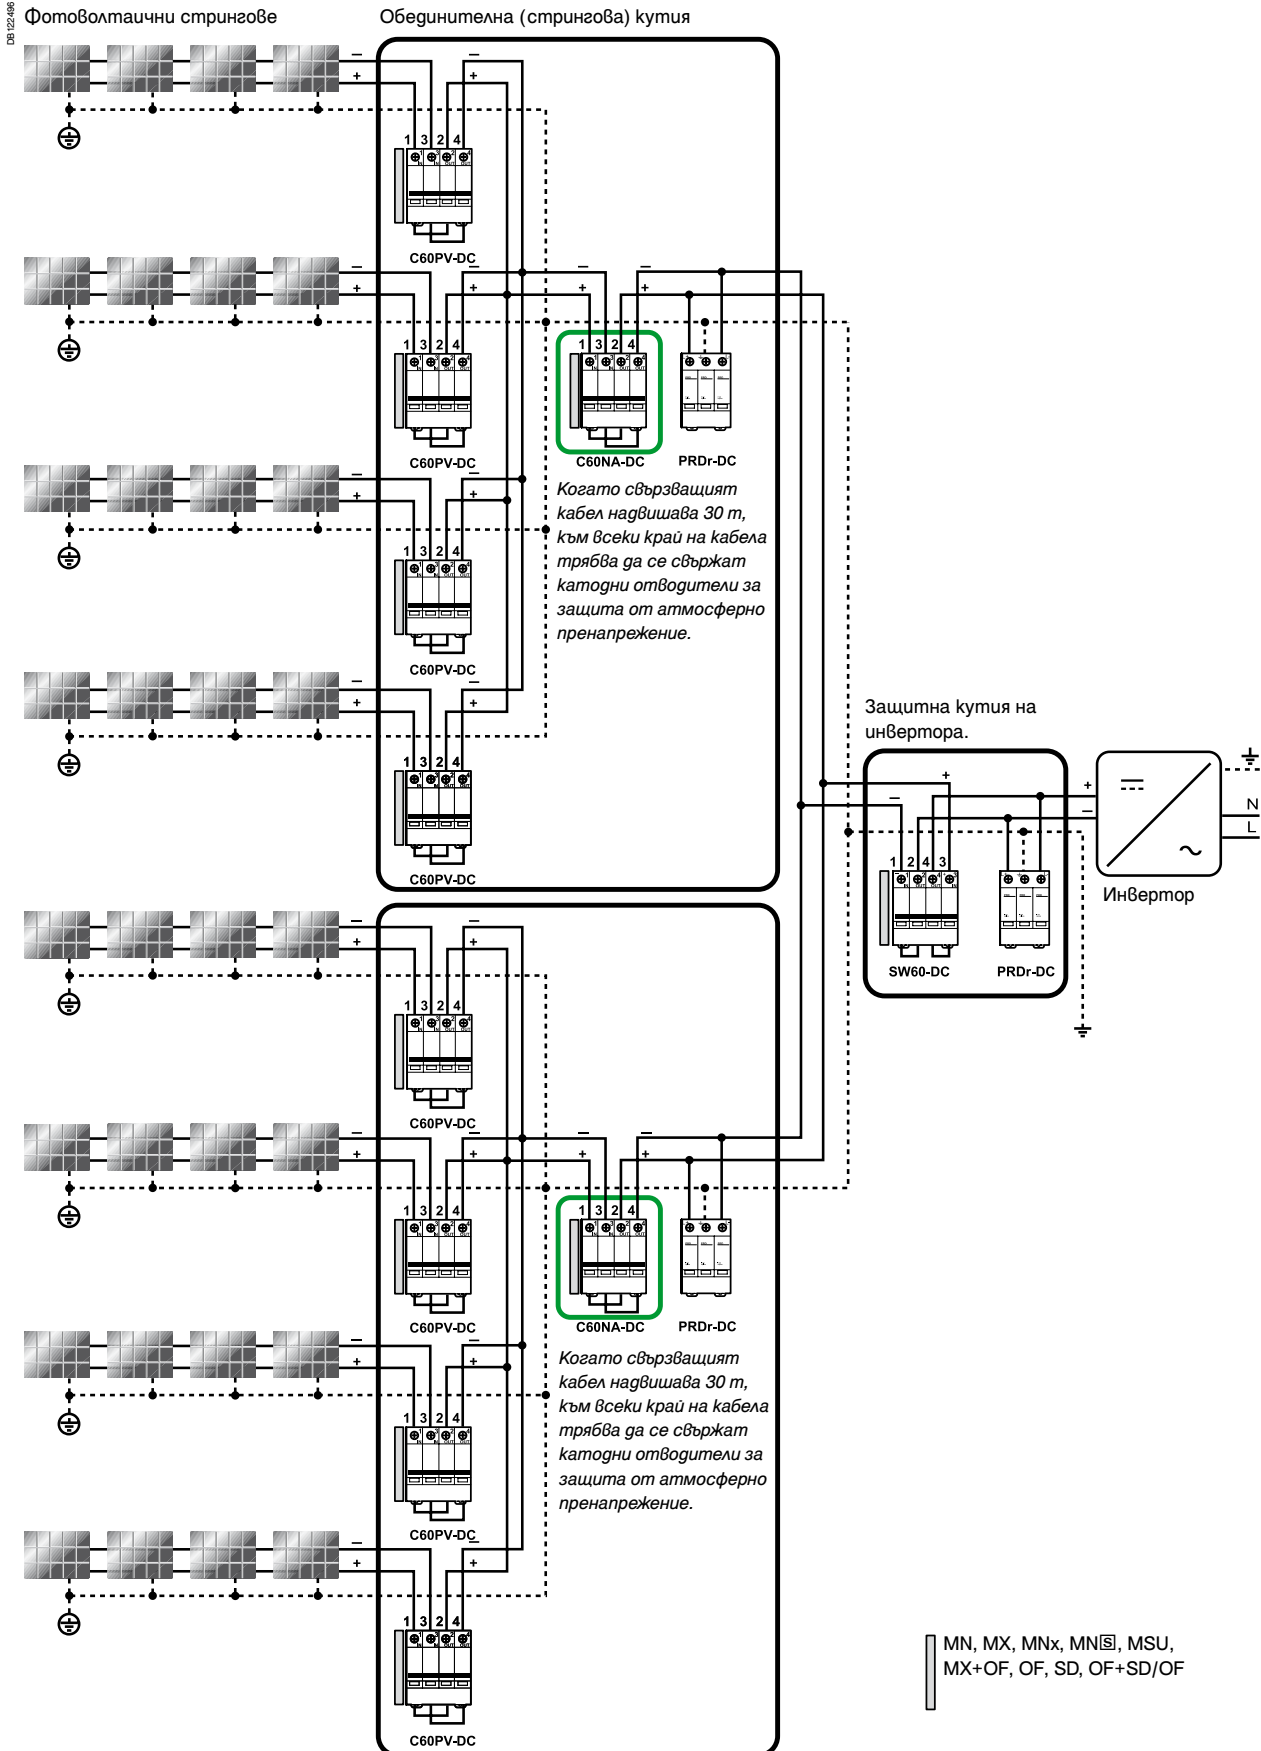 DB122496
Фотоволтаични стрингове
Обединителна (стрингова) кутия
–
+
–
+
1 3 2 4
C60PV-DC
–
+
–
+
–
+
–
+
1 3 2 4
1 3 2 4
C60PV-DC
C60NA-DC
PRDr-DC
Когато свързващият
кабел надвишава 30 m,
към всеки край на кабела
трябва да се свържат
катодни отводители за
защита от атмосферно
пренапрежение.
–
+
–
+
1 3 2 4
C60PV-DC
–
+
–
+
1 3 2 4
C60PV-DC
Защитна кутия на
инвертора.
+
–
+
–
N
L
1 2 4 3
SW60-DC
PRDr-DC
Инвертор
–
+
–
+
1 3 2 4
C60PV-DC
–
+
–
+
–
+
–
+
1 3 2 4
1 3 2 4
C60PV-DC
C60NA-DC
PRDr-DC
Когато свързващият
кабел надвишава 30 m,
към всеки край на кабела
трябва да се свържат
катодни отводители за
защита от атмосферно
пренапрежение.
–
+
–
+
1 3 2 4
C60PV-DC
–
+
–
+
1 3 2 4
C60PV-DC
MN, MX, MNx, MN🅂, MSU,
MX+OF, OF, SD, OF+SD/OF